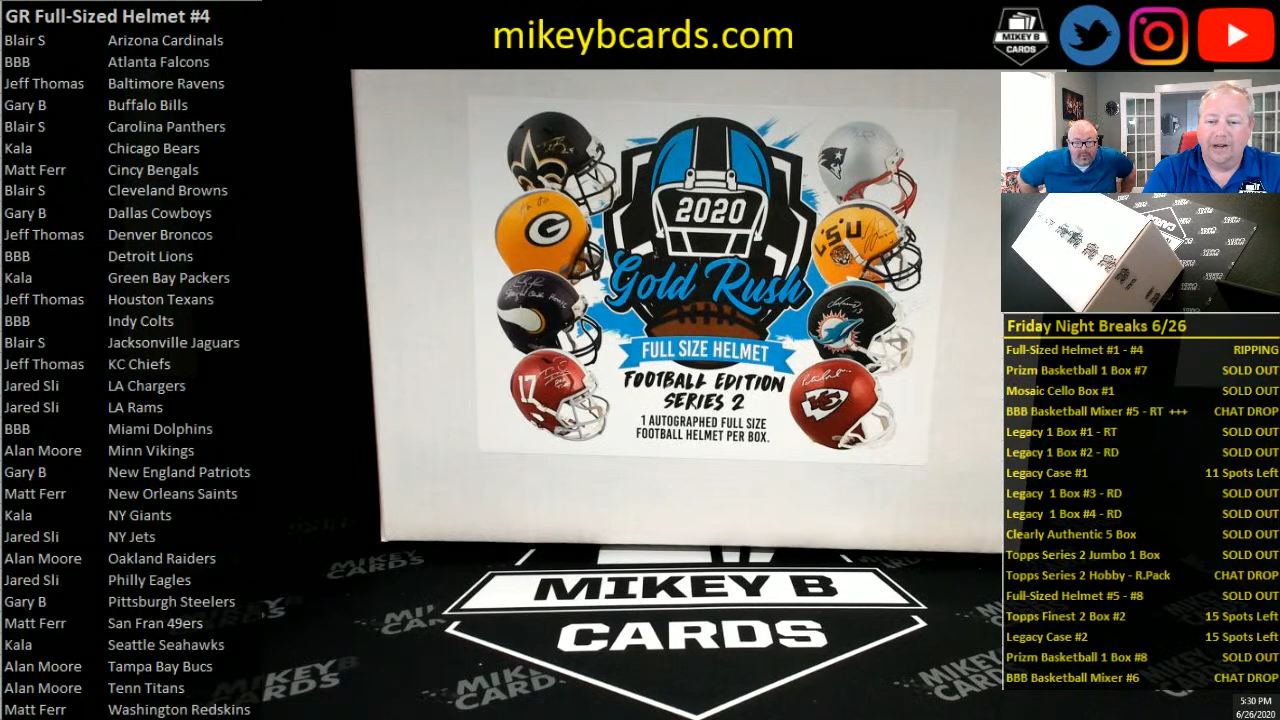 GR Full-Sized Helmet #4
Blair S Arizona Cardinals
BBB Atlanta Falcons
Jeff Thomas Baltimore Ravens
Gary B Buffalo Bills
Blair S Carolina Panthers
Kala Chicago Bears
Matt Ferr Cincy Bengals
Blair S Cleveland Browns
Gary B Dallas Cowboys
Jeff Thomas Denver Broncos
BBB Detroit Lions
Kala Green Bay Packers
Jeff Thomas Houston Texans
BBB Indy Colts
Blair S Jacksonville Jaguars
Jeff Thomas KC Chiefs
Jared Sli LA Chargers
Jared Sli LA Rams
BBB Miami Dolphins
Alan Moore Minn Vikings
Gary B New England Patriots
Matt Ferr New Orleans Saints
Kala NY Giants
Jared Sli NY Jets
Alan Moore Oakland Raiders
Jared Sli Philly Eagles
Gary B Pittsburgh Steelers
Matt Ferr San Fran 49ers
Kala Seattle Seahawks
Alan Moore Tampa Bay Bucs
Alan Moore Tenn Titans
Matt Ferr Washington Redskins
mikeybcards.com
MIKEY B
CARDS
2020
Gold Rush
FULL SIZE HELMET
FOOTBALL EDITION
SERIES 2
1 AUTOGRAPHED FULL SIZE
FOOTBALL HELMET PER BOX.
G
L.S.U.
17
KC
MIKEY B
CARDS
MIKEY B
CARDS
MIKEY
CARDS
Friday Night Breaks 6/26
Full-Sized Helmet #1 - #4 RIPPING
Prizm Basketball 1 Box #7 SOLD OUT
Mosaic Cello Box #1 SOLD OUT
BBB Basketball Mixer #5 - RT +++ CHAT DROP
Legacy 1 Box #1 - RT SOLD OUT
Legacy 1 Box #2 - RD SOLD OUT
Legacy Case #1 11 Spots Left
Legacy 1 Box #3 - RD SOLD OUT
Legacy 1 Box #4 - RD SOLD OUT
Clearly Authentic 5 Box SOLD OUT
Topps Series 2 Jumbo 1 Box SOLD OUT
Topps Series 2 Hobby - R.Pack CHAT DROP
Full-Sized Helmet #5 - #8 SOLD OUT
Topps Finest 2 Box #2 15 Spots Left
Legacy Case #2 15 Spots Left
Prizm Basketball 1 Box #8 SOLD OUT
BBB Basketball Mixer #6 CHAT DROP
5:30 PM
6/26/2020